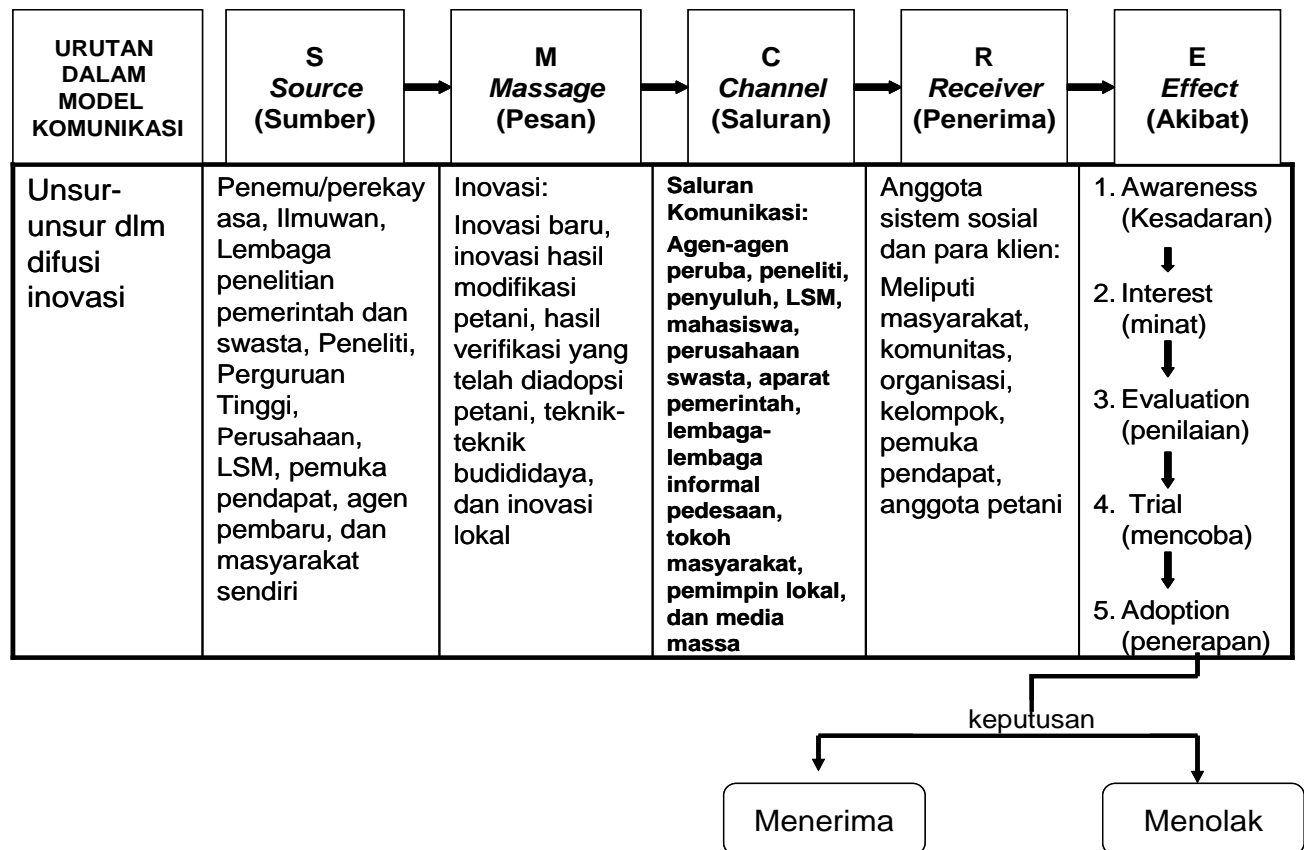 URUTAN
DALAM
MODEL
KOMUNIKASI
S
Source
(Sumber)
M
Massage
(Pesan)
C
Channel
(Saluran)
R
Receiver
(Penerima)
E
Effect
(Akibat)
Unsur-
unsur dlm
difusi
inovasi
Penemu/perekay
asa, Ilmuwan,
Lembaga
penelitian
pemerintah dan
swasta, Peneliti,
Perguruan
Tinggi,
Perusahaan,
LSM, pemuka
pendapat, agen
pembaru, dan
masyarakat
sendiri
Inovasi:
Inovasi baru,
inovasi hasil
modifikasi
petani, hasil
verifikasi yang
telah diadopsi
petani, teknik-
teknik
budididaya,
dan inovasi
lokal
Saluran
Komunikasi:
Agen-agen
peruba, peneliti,
penyuluh, LSM,
mahasiswa,
perusahaan
swasta, aparat
pemerintah,
lembaga-
lembaga
informal
pedesaan,
tokoh
masyarakat,
pemimpin lokal,
dan media
massa
Anggota
sistem sosial
dan para klien:
Meliputi
masyarakat,
komunitas,
organisasi,
kelompok,
pemuka
pendapat,
anggota petani
1. Awareness
(Kesadaran)
2. Interest
(minat)
3. Evaluation
(penilaian)
4. Trial
(mencoba)
5. Adoption
(penerapan)
keputusan
Menerima
Menolak